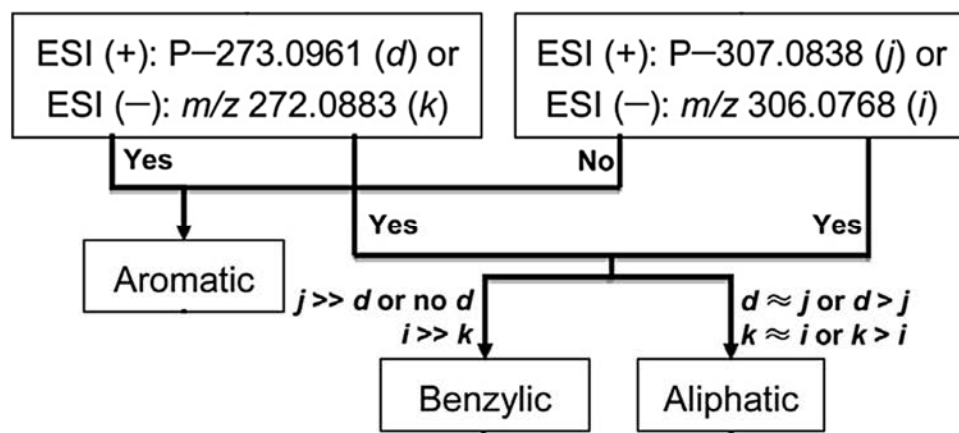 ESI (+): P—273.0961 (d) or
ESI (—): m/z 272.0883 (k)
ESI (+): P—307.0838 (j) or
ESI (—): m/z 306.0768 (i)
Yes
No
Yes
Yes
Aromatic
j >> d or no d
i >> k
d ≈ j or d > j
k ≈ i or k > i
Benzylic
Aliphatic